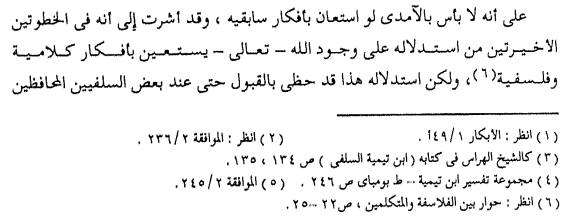 على أنه لا بأس بالآمدى لو استعان بأفكار سابقيه ، وقد أشرت إلى أنه فى الخطوتين
الأخيرتين من استدلاله على وجود الله – تعالى – يستعين بأفكار كلامية
وفلسفية(٦)، ولكن استدلاله هذا قد حظى بالقبول حتى عند بعض السلفيين المحافظين
(١) انظر : الأبكار ١/ ٤٩أ . (٢) انظر : الموافقة ٢/ ٢٣٦ .
(٣) كالشيخ الهراس فى كتابه ( ابن تيمية السلفى ) ص ١٣٤ ، ١٣٥ .
(٤) مجموعة تفسير ابن تيمية -- ط بومباى ص ٢٤٦ . (٥) الموافقة ٢/ ٢٤٥ .
(٦) انظر : حوار بين الفلاسفة والمتكلمين ، ص٢٢ --٢٥ .